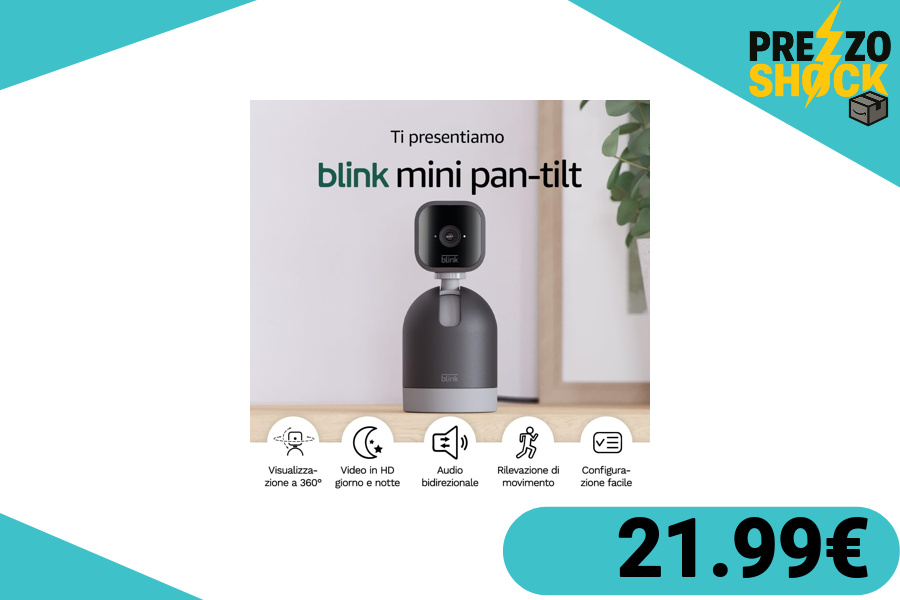 PREZZO
SHOCK
Ti presentiamo
blink mini pan-tilt
blink
blink
Visualizza-
zione a 360°
Video in HD
giorno e notte
Audio
bidirezionale
Rilevazione di
movimento
Configura-
zione facile
21.99€